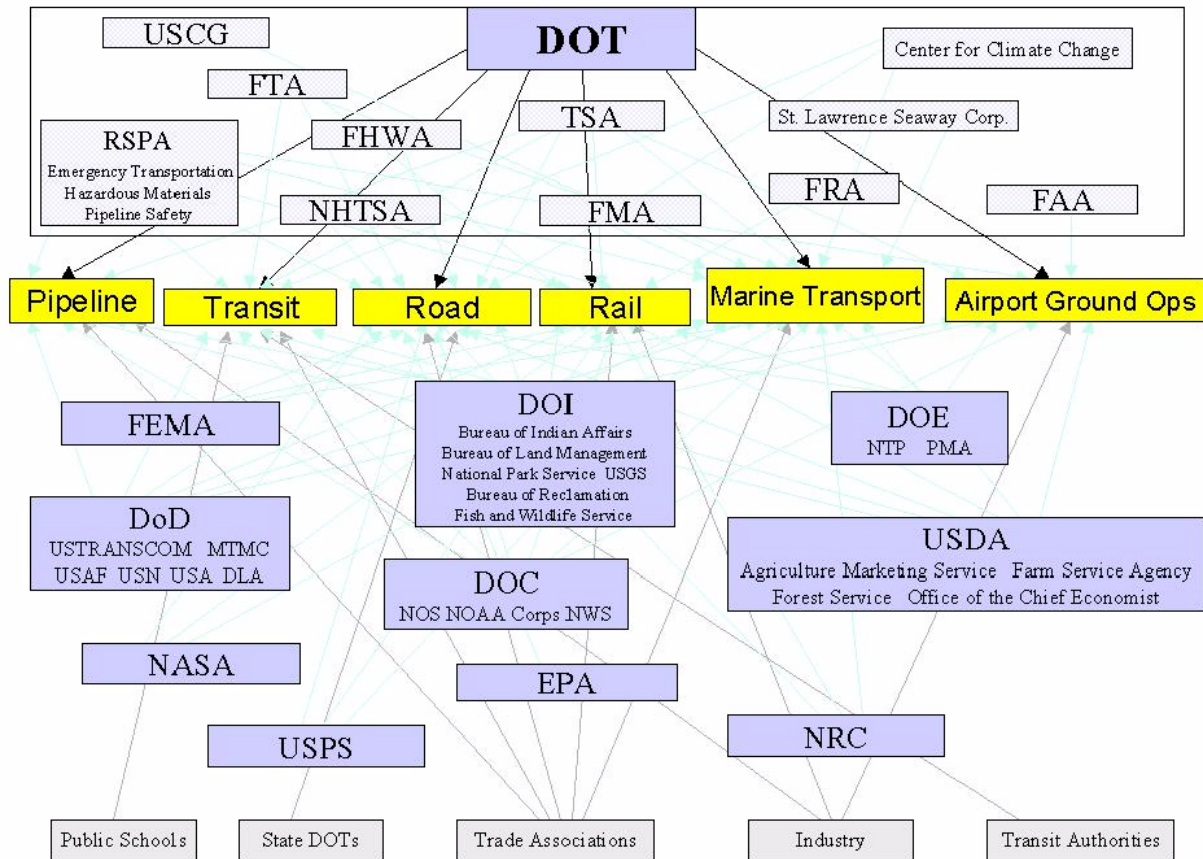 DOT
USCG
Center for Climate Change
FTA
TSA
St. Lawrence Seaway Corp.
FHWA
RSPA
Emergency Transportation
Hazardous Materials
Pipeline Safety
NHTSA
FMA
FRA
FAA
Pipeline
Transit
Road
Rail
Marine Transport
Airport Ground Ops
FEMA
DOI
Bureau of Indian Affairs
Bureau of Land Management
National Park Service USGS
Bureau of Reclamation
Fish and Wildlife Service
DOE
NTP PMA
DoD
USTRANSCOM MTMC
USAF USN USA DLA
DOC
NOS NOAA Corps NWS
USDA
Agriculture Marketing Service Farm Service Agency
Forest Service Office of the Chief Economist
NASA
EPA
USPS
NRC
Public Schools
State DOTs
Trade Associations
Industry
Transit Authorities